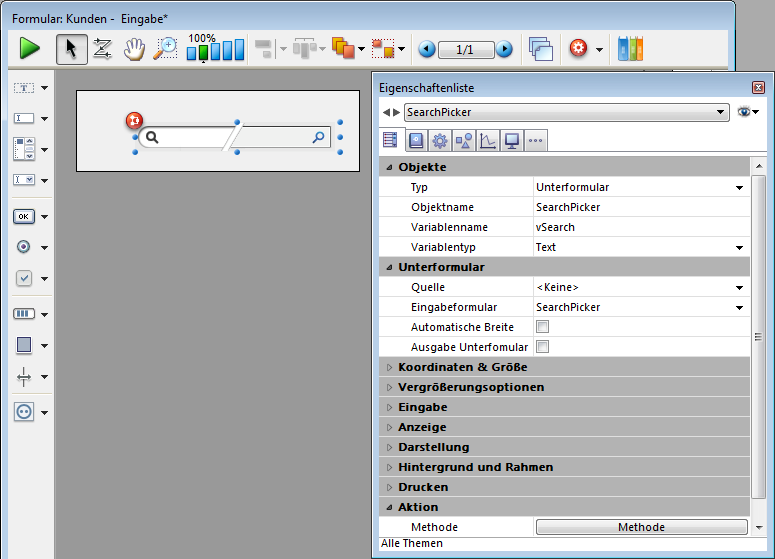 Formular: Kunden - Eingabe*
100%
1/1
T
I
I
OK
Eigenschaftenliste
SearchPicker
Objekte
Typ Unterformular
Objektname SearchPicker
Variablenname vSearch
Variablentyp Text
Unterformular
Quelle <Keine>
Eingabeformular SearchPicker
Automatische Breite
Ausgabe Unterfomular
Koordinaten & Größe
Vergrößerungsoptionen
Eingabe
Anzeige
Darstellung
Hintergrund und Rahmen
Drucken
Aktion
Methode Methode
Alle Themen